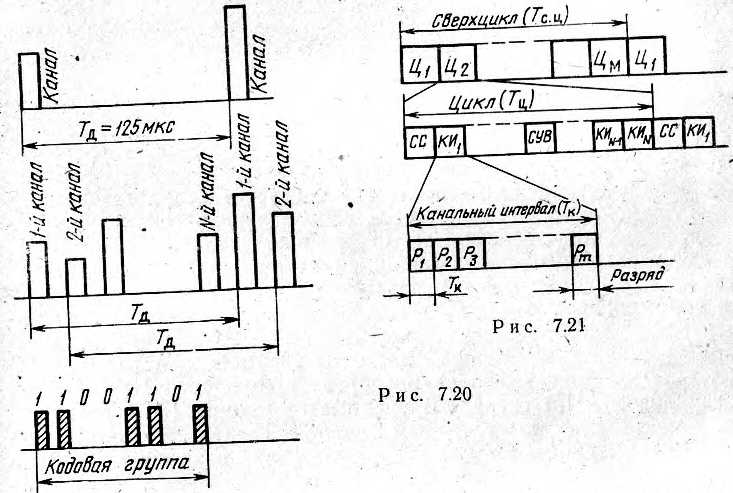 Канал
Канал
Tд = 125 мкс
1-й канал
2-й канал
N-й канал
1-й канал
2-й канал
Tд
Tд
1 1 0 0 1 1 0 1
Кодовая группа
Рис. 7.20
Сверхцикл (Tс.ц)
Ц1 Ц2 ЦM Ц1
Цикл (Tц)
СС КИ1 СУВ КИN-1 КИN СС КИ1
Канальный интервал (Tк)
P1 P2 P3 Pm
Tк
Разряд
Рис. 7.21